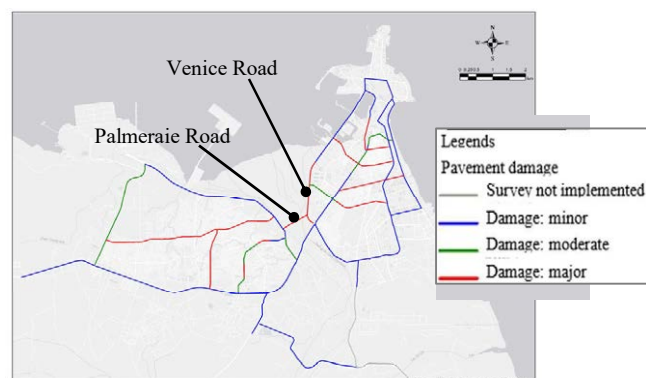 Venice Road
Palmeraie Road
N
W
E
S
Legends
Pavement damage
Survey not implemented
Damage: minor
Damage: moderate
Damage: major